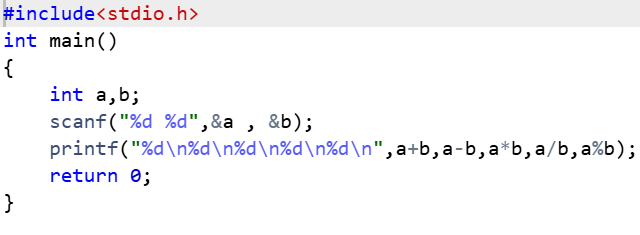 #include<stdio.h>
int main()
{
    int a,b;
    scanf("%d %d",&a , &b);
    printf("%d\n%d\n%d\n%d\n%d\n",a+b,a-b,a*b,a/b,a%b);
    return 0;
}